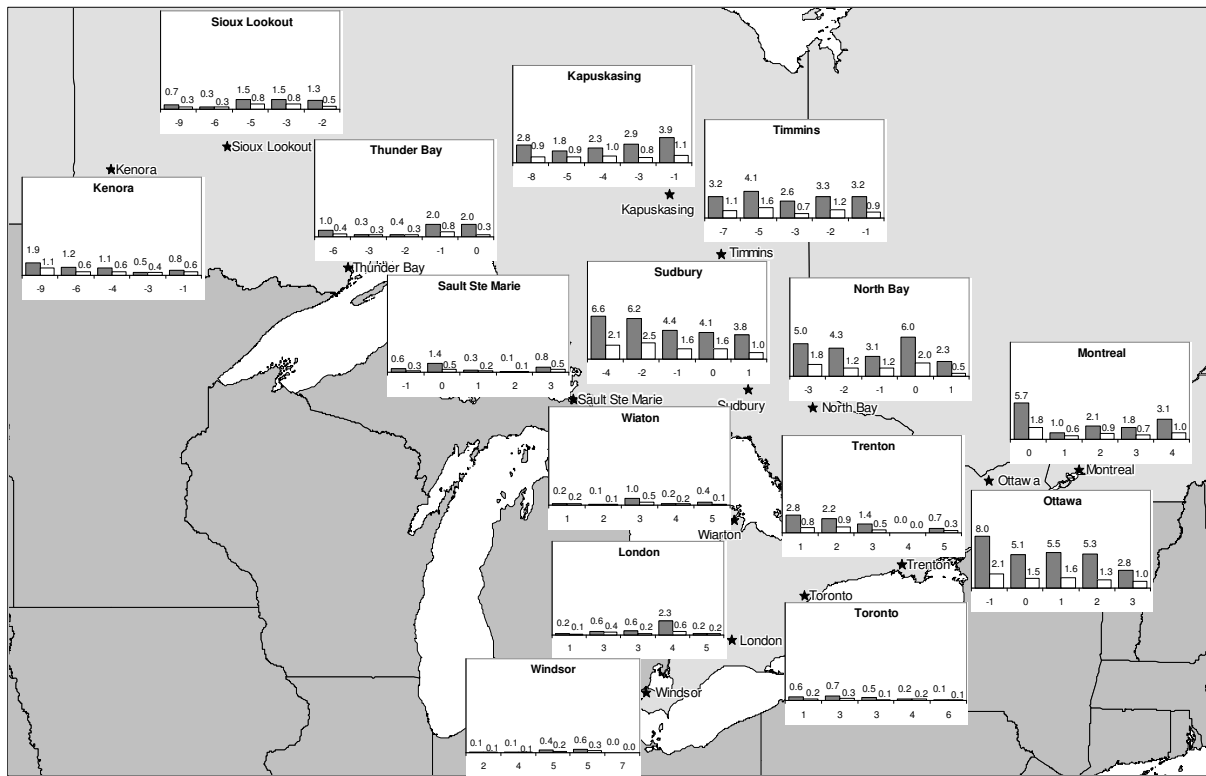 Sioux Lookout
0.7 0.3 0.3 0.3 1.5 0.8 1.5 0.8 1.3 0.5
-9 -6 -5 -3 -2
Sioux Lookout
Kapuskasing
2.8 0.9 1.8 0.9 2.3 1.0 2.9 0.8 3.9 1.1
-8 -5 -4 -3 -1
Kapuskasing
Timmins
3.2 1.1 4.1 1.6 2.6 0.7 3.3 1.2 3.2 0.9
-7 -5 -3 -2 -1
Timmins
Kenora
Kenora
1.9 1.1 1.2 0.6 1.1 0.6 0.5 0.4 0.8 0.6
-9 -6 -4 -3 -1
Thunder Bay
1.0 0.4 0.3 0.3 0.4 0.3 2.0 0.8 2.0 0.3
-6 -3 -2 -1 0
Thunder Bay
Sault Ste Marie
0.6 0.3 1.4 0.5 0.3 0.2 0.1 0.1 0.8 0.5
-1 0 1 2 3
Sault Ste Marie
Sudbury
6.6 2.1 6.2 2.5 4.4 1.6 4.1 1.6 3.8 1.0
-4 -2 -1 0 1
Sudbury
North Bay
5.0 1.8 4.3 1.2 3.1 1.2 6.0 2.0 2.3 0.5
-3 -2 -1 0 1
North Bay
Montreal
5.7 1.8 1.0 0.6 2.1 0.9 1.8 0.7 3.1 1.0
0 1 2 3 4
Montreal
Wiaton
0.2 0.2 0.1 0.1 1.0 0.5 0.2 0.2 0.4 0.1
1 2 3 4 5
Wiarton
Trenton
2.8 0.8 2.2 0.9 1.4 0.5 0.0 0.0 0.7 0.3
1 2 3 4 5
Trenton
Ottawa
Ottawa
8.0 2.1 5.1 1.5 5.5 1.6 5.3 1.3 2.8 1.0
-1 0 1 2 3
London
0.2 0.1 0.6 0.4 0.6 0.2 2.3 0.6 0.2 0.2
1 3 3 4 5
London
Toronto
Toronto
0.6 0.2 0.7 0.3 0.5 0.1 0.2 0.2 0.1 0.1
1 3 3 4 6
Windsor
0.1 0.1 0.1 0.1 0.4 0.2 0.6 0.3 0.0 0.0
2 4 5 5 7
Windsor